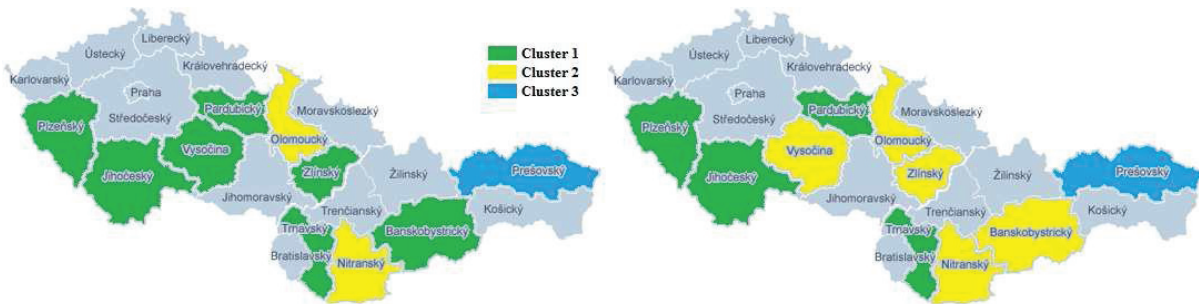 Liberecký
Ústecký
Karlovarský
Královehradecký
Praha
Středočeský
Pardubický
Plzeňský
Moravskoslezký
Olomoucký
Vysočina
Jihočeský
Zlínský
Jihomoravský
Žilinský
Prešovský
Trenčianský
Košický
Trnavský
Banskobystrický
Bratislavský
Nitranský
Cluster 1
Cluster 2
Cluster 3
Liberecký
Ústecký
Karlovarský
Královehradecký
Praha
Středočeský
Pardubický
Plzeňský
Moravskoslezký
Olomoucký
Vysočina
Jihočeský
Zlínský
Jihomoravský
Žilinský
Prešovský
Trenčianský
Košický
Trnavský
Banskobystrický
Bratislavský
Nitranský